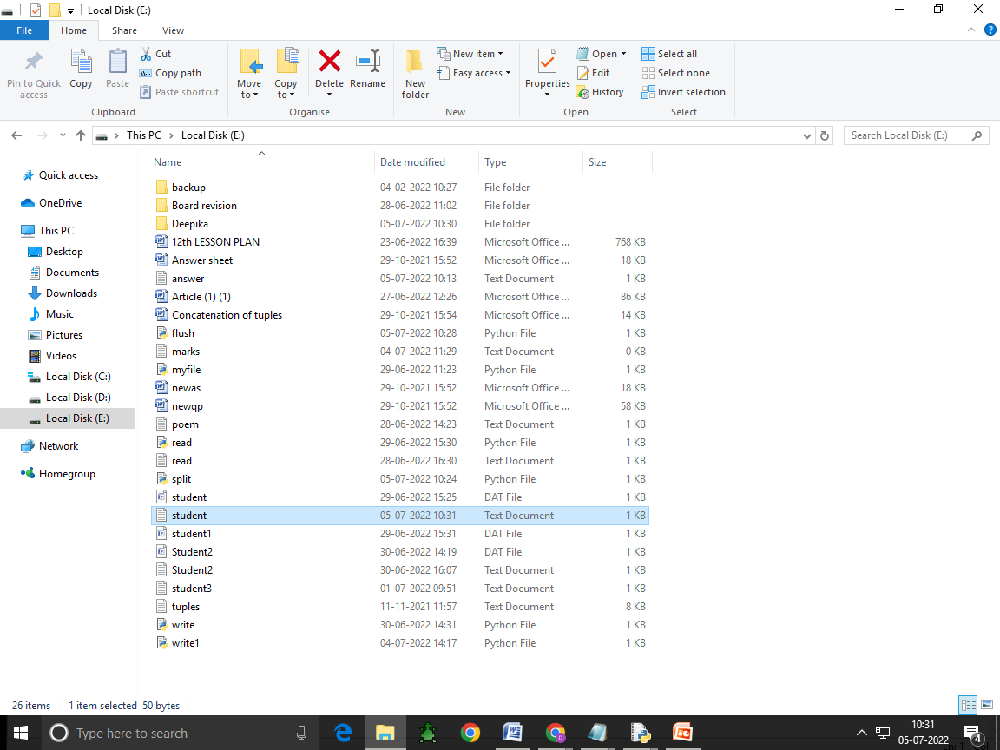 Local Disk (E:)
File Home Share View
Pin to Quick access
Copy
Paste
Cut
Copy path
Paste shortcut
Clipboard
Move to
Copy to
Delete
Rename
Organise
New folder
New item
Easy access
New
Properties
Open
Edit
History
Open
Select all
Select none
Invert selection
Select
This PC Local Disk (E:)
Search Local Disk (E:)
Quick access
OneDrive
This PC
Desktop
Documents
Downloads
Music
Pictures
Videos
Local Disk (C:)
Local Disk (D:)
Local Disk (E:)
Network
Homegroup
Name Date modified Type Size
backup 04-02-2022 10:27 File folder
Board revision 28-06-2022 11:02 File folder
Deepika 05-07-2022 10:30 File folder
12th LESSON PLAN 23-06-2022 16:39 Microsoft Office ... 768 KB
Answer sheet 29-10-2021 15:52 Microsoft Office ... 18 KB
answer 05-07-2022 10:13 Text Document 1 KB
Article (1) (1) 27-06-2022 12:26 Microsoft Office ... 86 KB
Concatenation of tuples 29-10-2021 15:54 Microsoft Office ... 14 KB
flush 05-07-2022 10:28 Python File 1 KB
marks 04-07-2022 11:29 Text Document 0 KB
myfile 29-06-2022 11:23 Python File 1 KB
newas 29-10-2021 15:52 Microsoft Office ... 18 KB
newqp 29-10-2021 15:52 Microsoft Office ... 58 KB
poem 28-06-2022 14:23 Text Document 1 KB
read 29-06-2022 15:30 Python File 1 KB
read 28-06-2022 16:30 Text Document 1 KB
split 05-07-2022 10:24 Python File 1 KB
student 29-06-2022 15:25 DAT File 1 KB
student 05-07-2022 10:31 Text Document 1 KB
student1 29-06-2022 15:31 DAT File 1 KB
Student2 30-06-2022 14:19 DAT File 1 KB
Student2 30-06-2022 16:07 Text Document 1 KB
student3 01-07-2022 09:51 Text Document 1 KB
tuples 11-11-2021 11:57 Text Document 8 KB
write 30-06-2022 14:31 Python File 1 KB
write1 04-07-2022 14:17 Python File 1 KB
26 items 1 item selected 50 bytes
Type here to search
10:31
05-07-2022
4